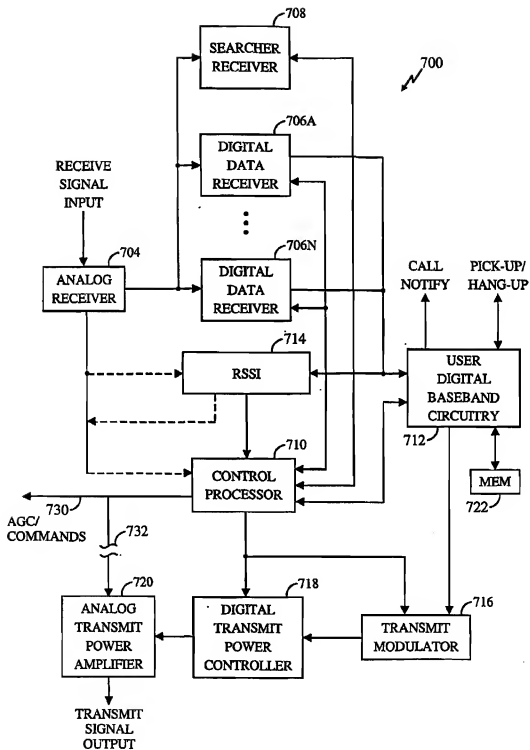 708
SEARCHER
RECEIVER
700
706A
DIGITAL
DATA
RECEIVER
RECEIVE
SIGNAL
INPUT
704
ANALOG
RECEIVER
706N
DIGITAL
DATA
RECEIVER
CALL
NOTIFY
PICK-UP/
HANG-UP
714
RSSI
USER
DIGITAL
BASEBAND
CIRCUITRY
712
710
CONTROL
PROCESSOR
MEM
722
730
AGC/
COMMANDS
732
720
ANALOG
TRANSMIT
POWER
AMPLIFIER
718
DIGITAL
TRANSMIT
POWER
CONTROLLER
716
TRANSMIT
MODULATOR
TRANSMIT
SIGNAL
OUTPUT